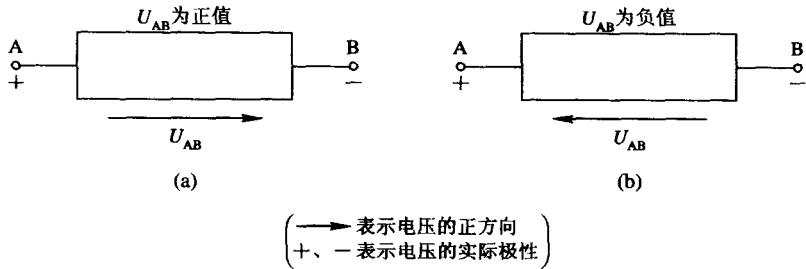 U_AB为正值
A
B
+
−
U_AB
(a)
U_AB为负值
A
B
+
−
U_AB
(b)
表示电压的正方向
+、−表示电压的实际极性